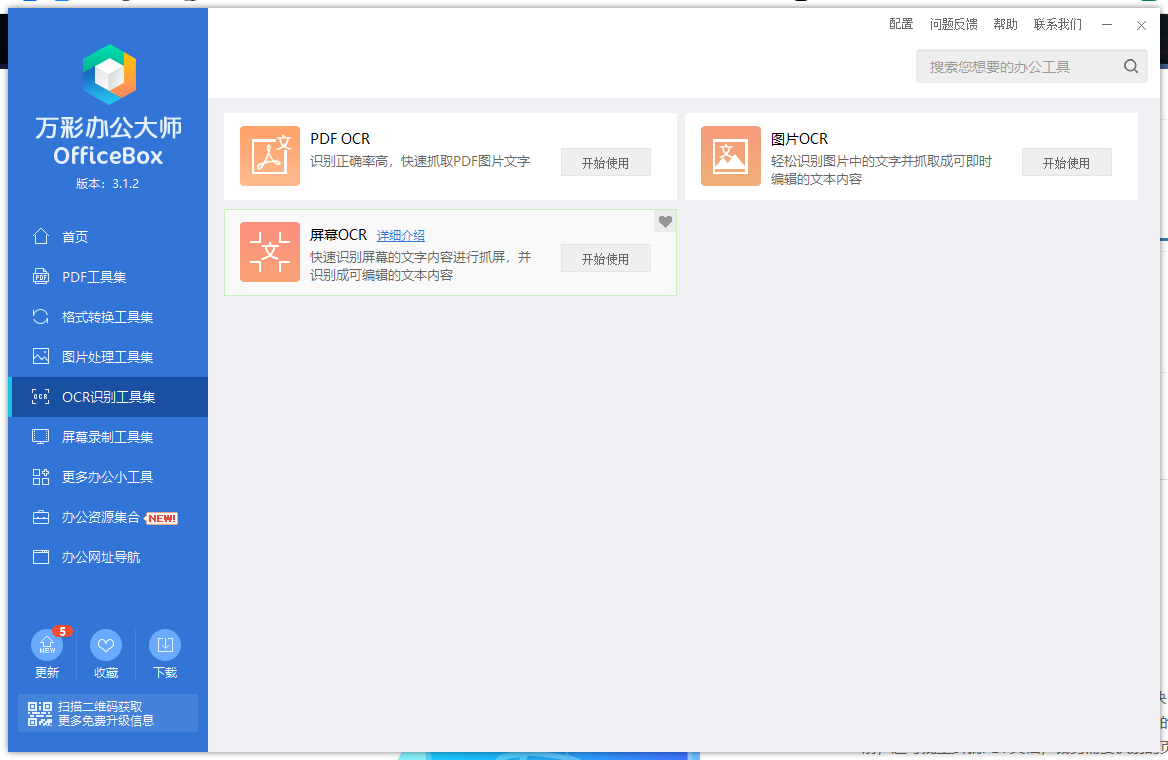 配置 问题反馈 帮助 联系我们
搜索您想要的办公工具
万彩办公大师
OfficeBox
版本：3.1.2
首页
PDF工具集
格式转换工具集
图片处理工具集
OCR识别工具集
屏幕录制工具集
更多办公小工具
办公资源集合 NEW!
办公网址导航
5
NEW
更新 收藏 下载
扫描二维码获取
更多免费升级信息
PDF OCR
识别正确率高，快速抓取PDF图片文字
开始使用
图片OCR
轻松识别图片中的文字并抓取成可即时
编辑的文本内容
开始使用
屏幕OCR 详细介绍
快速识别屏幕的文字内容进行抓屏，并
识别成可编辑的文本内容
开始使用